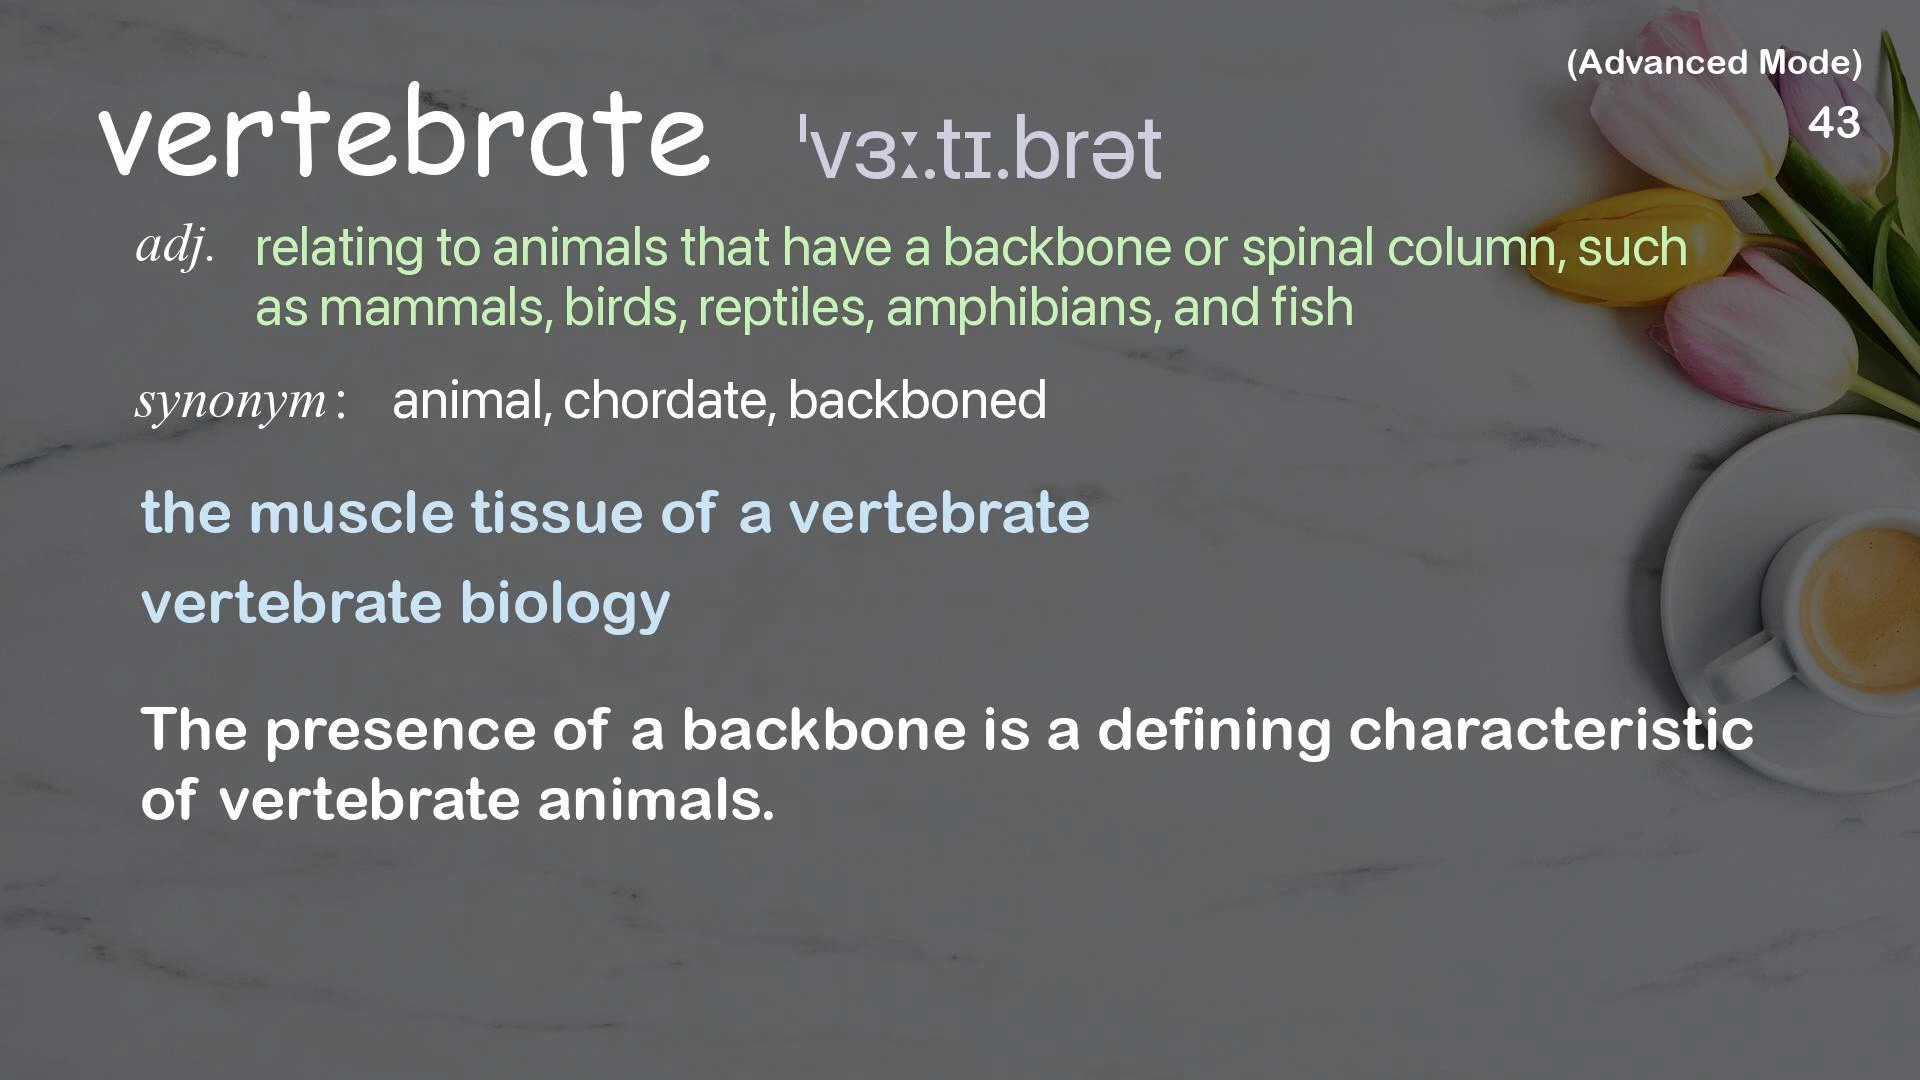 (Advanced Mode)
43
vertebrate ˈvɜː.tɪ.brət
adj. relating to animals that have a backbone or spinal column, such
as mammals, birds, reptiles, amphibians, and fish
synonym : animal, chordate, backboned
the muscle tissue of a vertebrate
vertebrate biology
The presence of a backbone is a defining characteristic
of vertebrate animals.